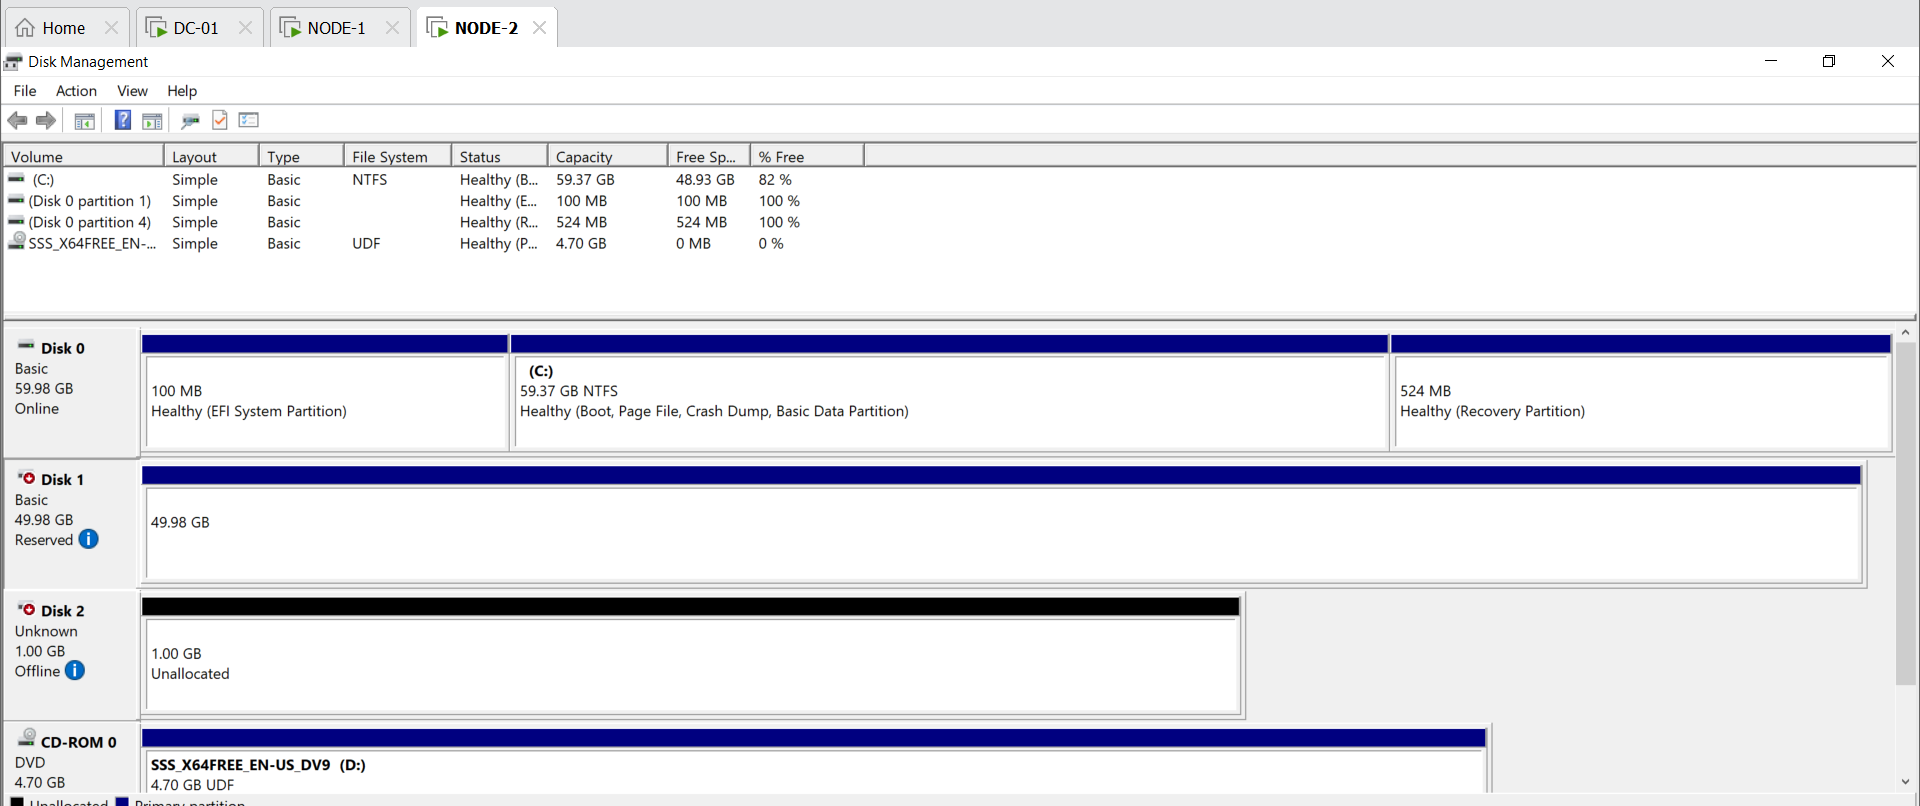 Home DC-01 NODE-1 NODE-2
Disk Management
File Action View Help
Volume Layout Type File System Status Capacity Free Sp... % Free
(C:) Simple Basic NTFS Healthy (B... 59.37 GB 48.93 GB 82 %
(Disk 0 partition 1) Simple Basic Healthy (E... 100 MB 100 MB 100 %
(Disk 0 partition 4) Simple Basic Healthy (R... 524 MB 524 MB 100 %
SSS_X64FREE_EN-... Simple Basic UDF Healthy (P... 4.70 GB 0 MB 0 %
Disk 0
Basic
59.98 GB
Online
100 MB
Healthy (EFI System Partition)
(C:)
59.37 GB NTFS
Healthy (Boot, Page File, Crash Dump, Basic Data Partition)
524 MB
Healthy (Recovery Partition)
Disk 1
Basic
49.98 GB
Reserved
49.98 GB
Disk 2
Unknown
1.00 GB
Offline
1.00 GB
Unallocated
CD-ROM 0
DVD
4.70 GB
SSS_X64FREE_EN-US_DV9 (D:)
4.70 GB UDF
Unallocated Primary partition